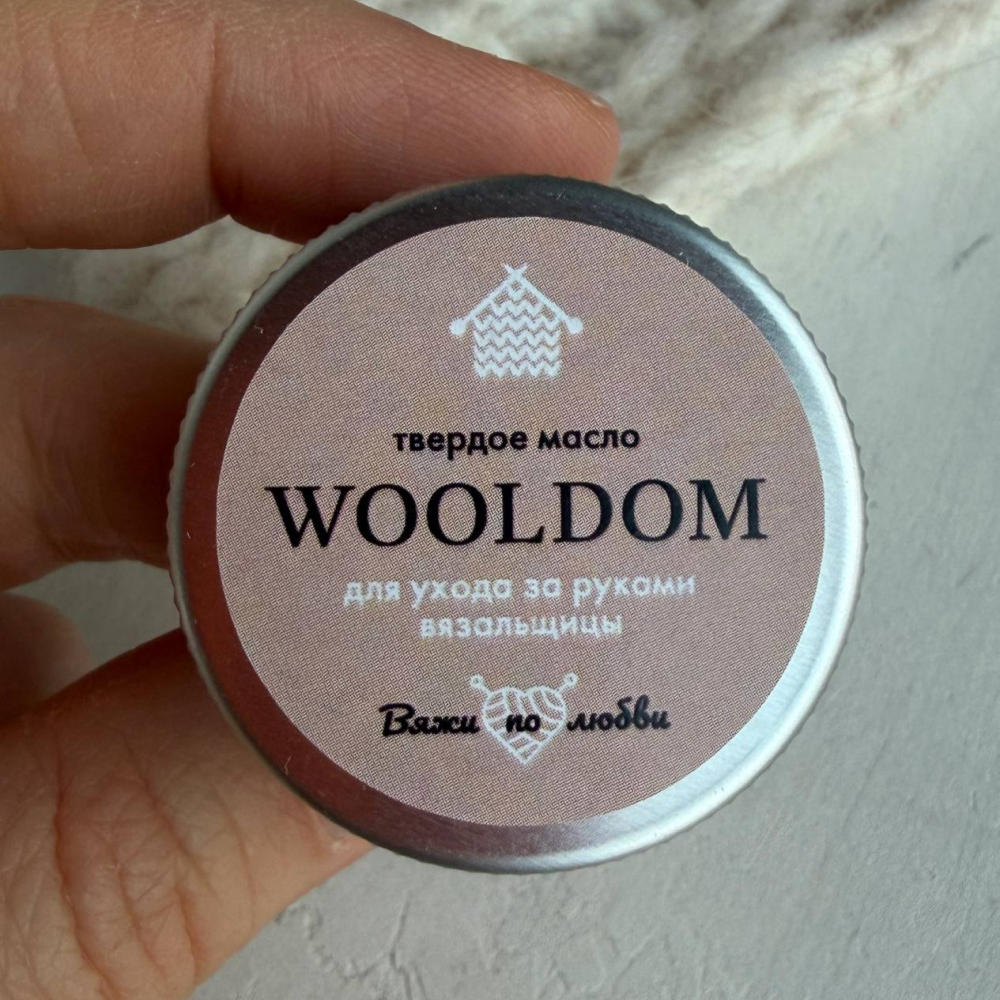 твердое масло
WOOLDOM
для ухода за руками
вязальщицы
Вяжи по любви